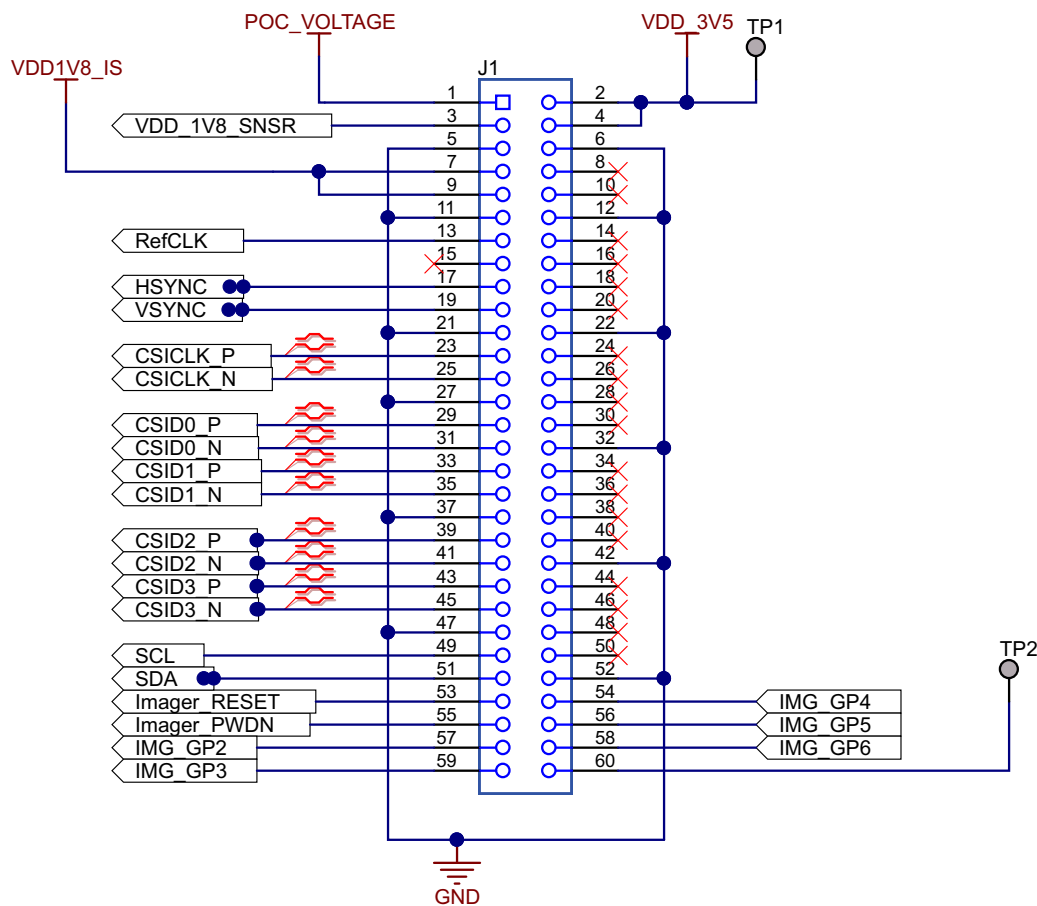 POC_VOLTAGE
VDD_3V5
TP1
VDD1V8_IS
J1
1 2
VDD_1V8_SNSR 3 4
5 6
7 8
9 10
11 12
RefCLK 13 14
15 16
HSYNC 17 18
VSYNC 19 20
21 22
CSICLK_P 23 24
CSICLK_N 25 26
27 28
CSID0_P 29 30
CSID0_N 31 32
CSID1_P 33 34
CSID1_N 35 36
37 38
CSID2_P 39 40
CSID2_N 41 42
CSID3_P 43 44
CSID3_N 45 46
47 48
SCL 49 50
TP2
SDA 51 52
Imager_RESET 53 54 IMG_GP4
Imager_PWDN 55 56 IMG_GP5
IMG_GP2 57 58 IMG_GP6
IMG_GP3 59 60
GND